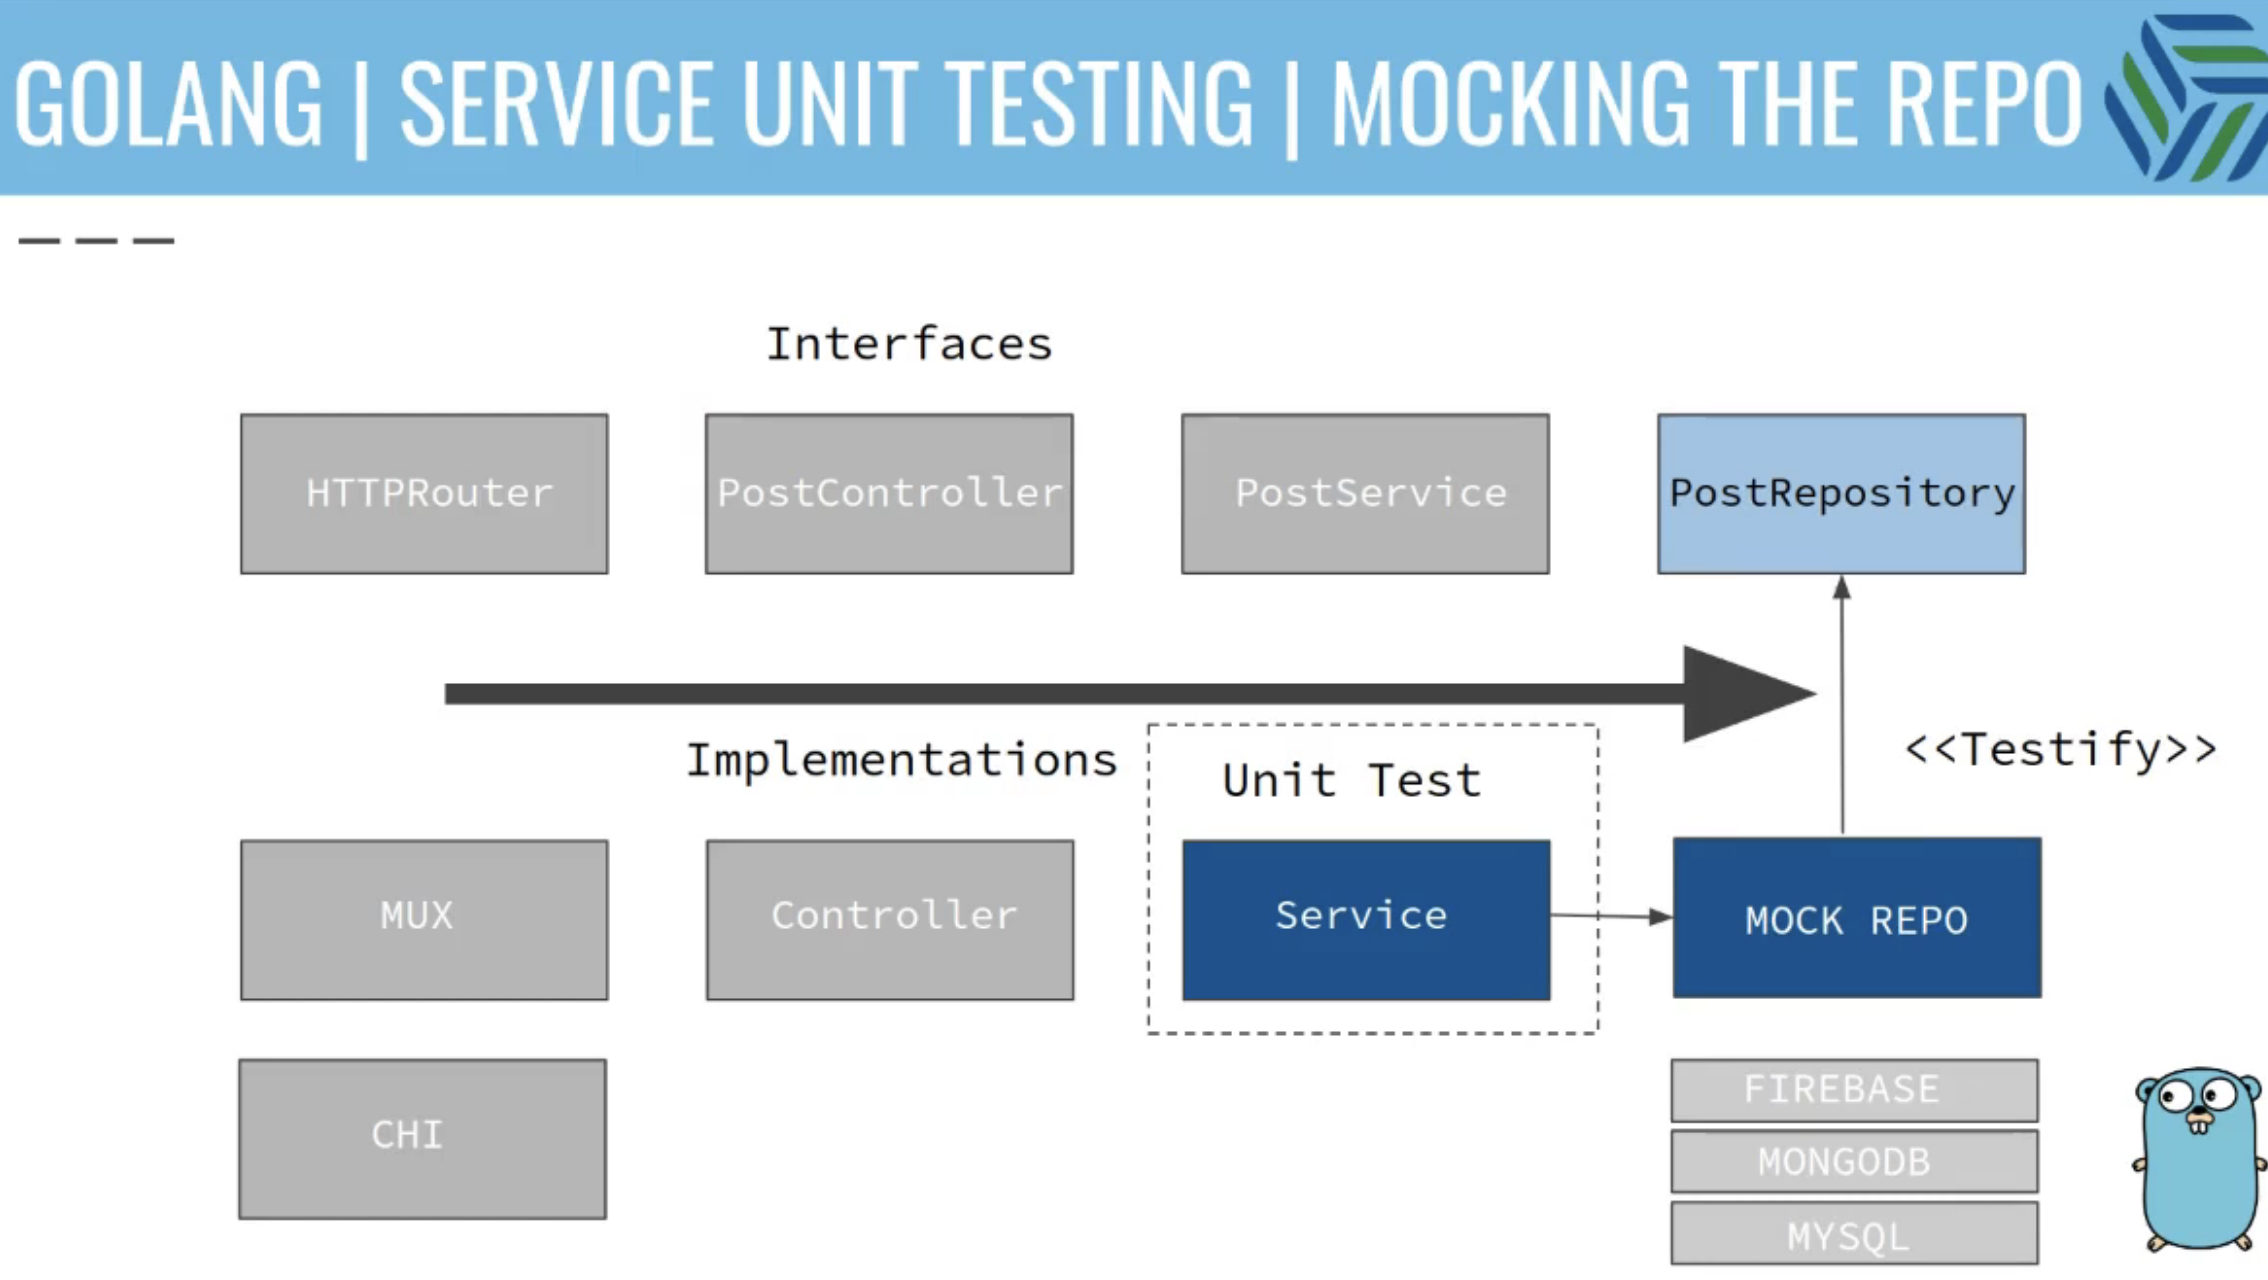 GOLANG | SERVICE UNIT TESTING | MOCKING THE REPO
Interfaces
HTTPRouter
PostController
PostService
PostRepository
Implementations
Unit Test
<<Testify>>
MUX
Controller
Service
MOCK REPO
CHI
FIREBASE
MONGODB
MYSQL